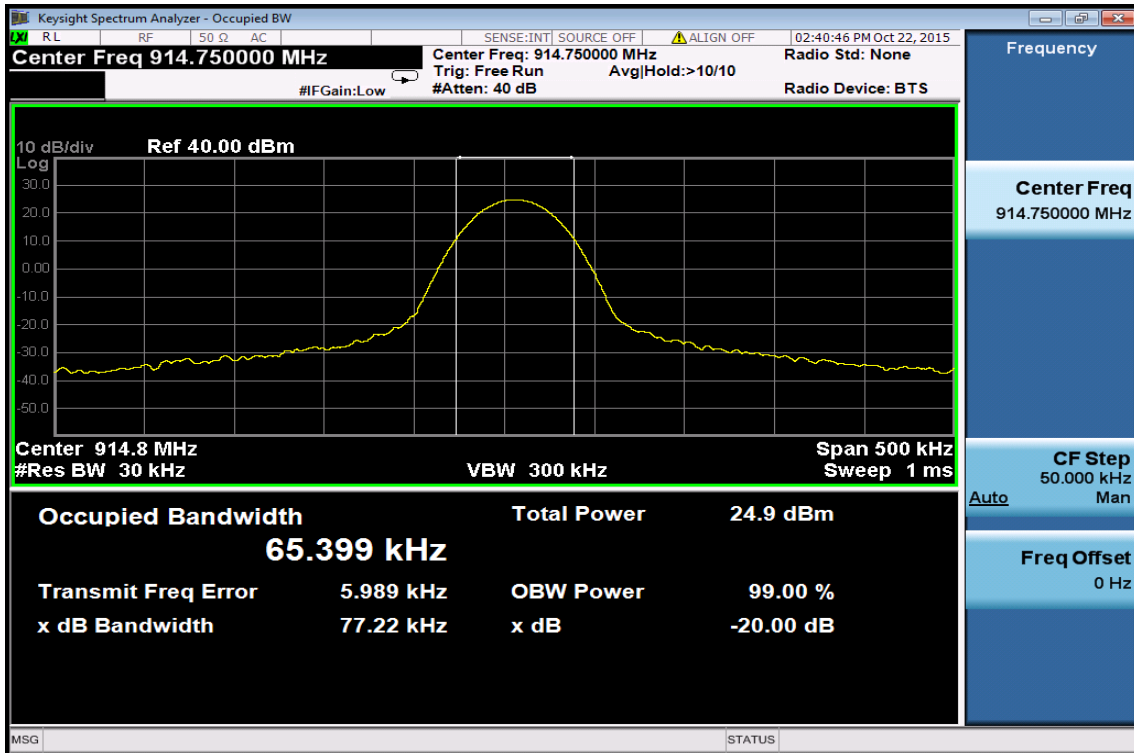 Keysight Spectrum Analyzer - Occupied BW
LXI RL RF 50 Ω AC SENSE:INT SOURCE OFF ALIGN OFF 02:40:46 PM Oct 22, 2015
Center Freq 914.750000 MHz
Center Freq: 914.750000 MHz Radio Std: None
Trig: Free Run Avg|Hold:>10/10
#IFGain:Low #Atten: 40 dB Radio Device: BTS
Frequency
10 dB/div Ref 40.00 dBm
Log
30.0
20.0
10.0
0.00
-10.0
-20.0
-30.0
-40.0
-50.0
Center 914.8 MHz Span 500 kHz
#Res BW 30 kHz VBW 300 kHz Sweep 1 ms
Center Freq
914.750000 MHz
CF Step
50.000 kHz
Auto Man
Freq Offset
0 Hz
Occupied Bandwidth Total Power 24.9 dBm
65.399 kHz
Transmit Freq Error 5.989 kHz OBW Power 99.00 %
x dB Bandwidth 77.22 kHz x dB -20.00 dB
MSG STATUS